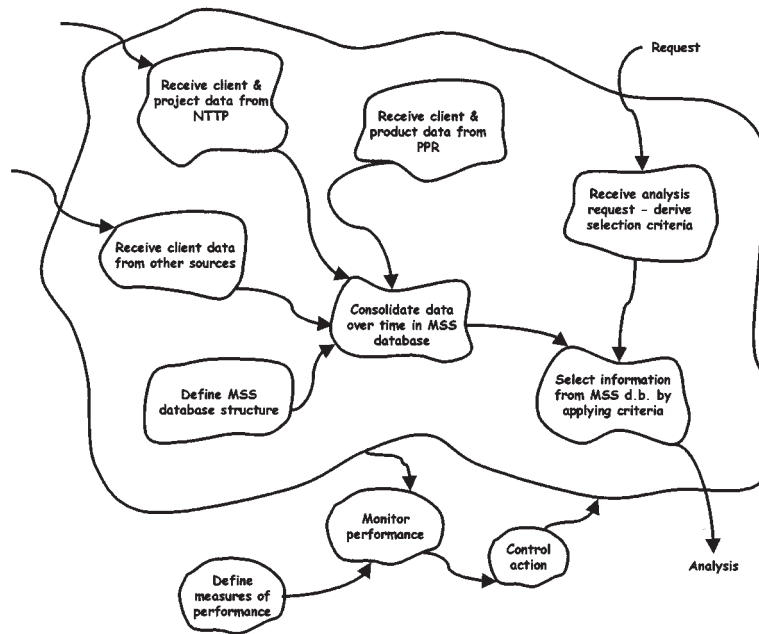 Request
Receive client &
project data from
NTTP
Receive client &
product data from
PPR
Receive analysis
request - derive
selection criteria
Receive client data
from other sources
Consolidate data
over time in MSS
database
Define MSS
database structure
Select information
from MSS d.b. by
applying criteria
Monitor
performance
Control
action
Analysis
Define
measures of
performance